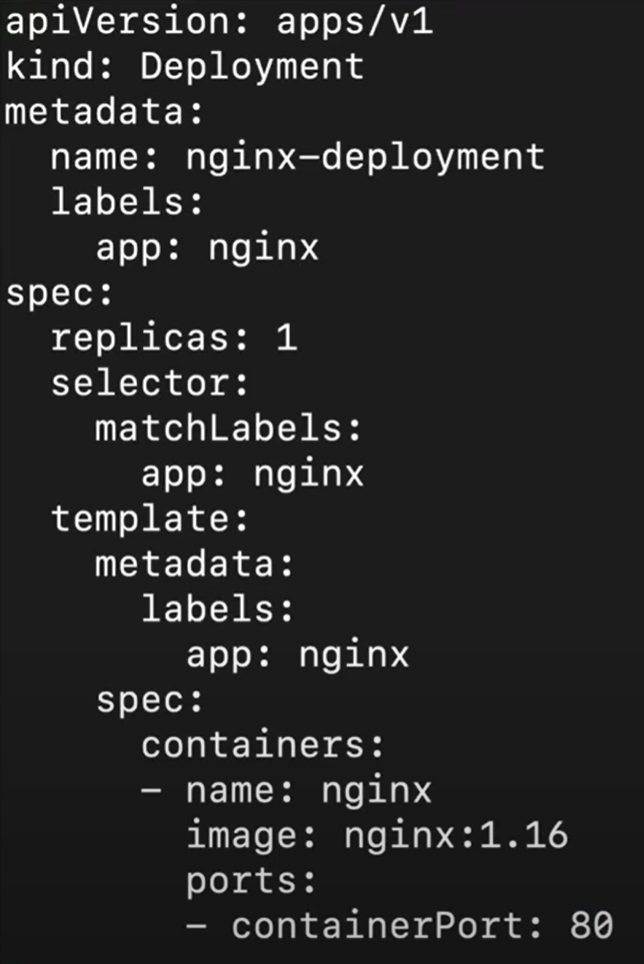 apiVersion: apps/v1
kind: Deployment
metadata:
  name: nginx-deployment
  labels:
    app: nginx
spec:
  replicas: 1
  selector:
    matchLabels:
      app: nginx
  template:
    metadata:
      labels:
        app: nginx
    spec:
      containers:
      - name: nginx
        image: nginx:1.16
        ports:
        - containerPort: 80